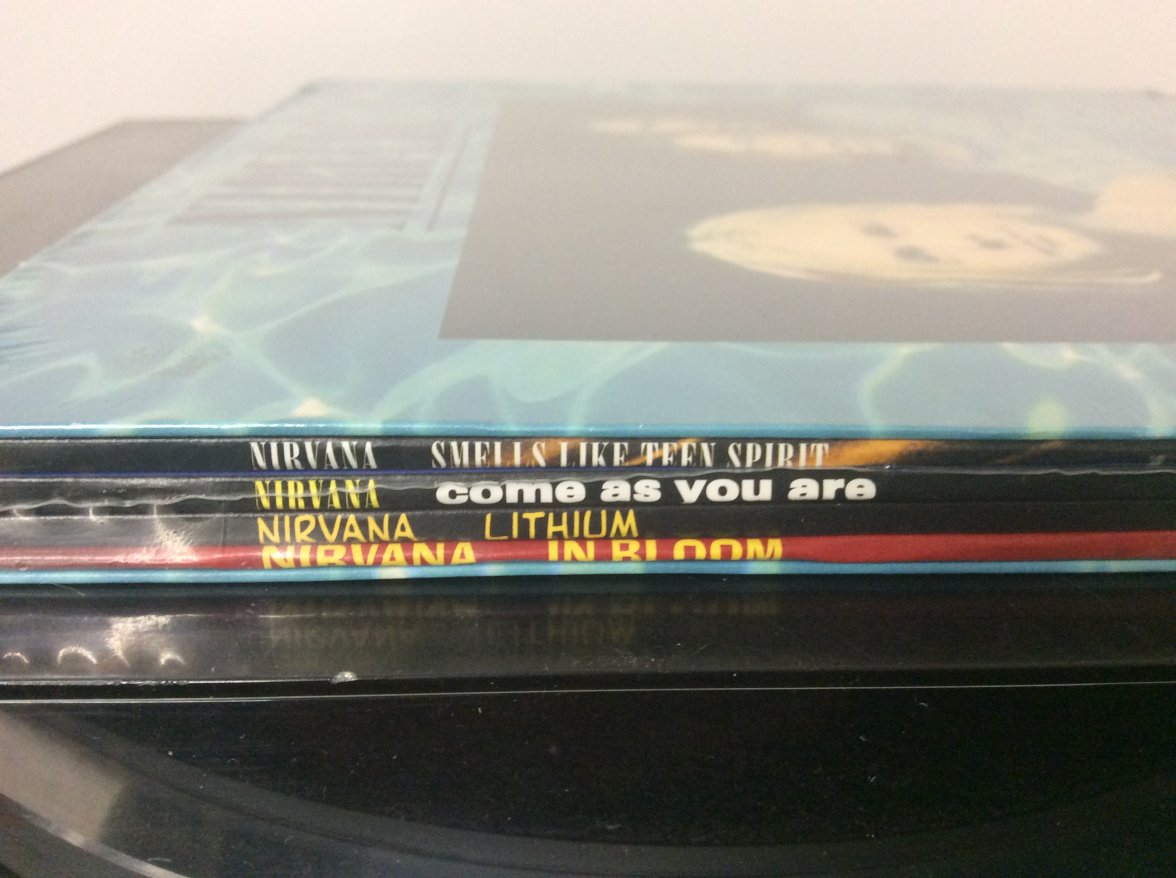 NIRVANA SMELLS LIKE TEEN SPIRIT
NIRVANA come as you are
NIRVANA LITHIUM
NIRVANA IN BLOOM